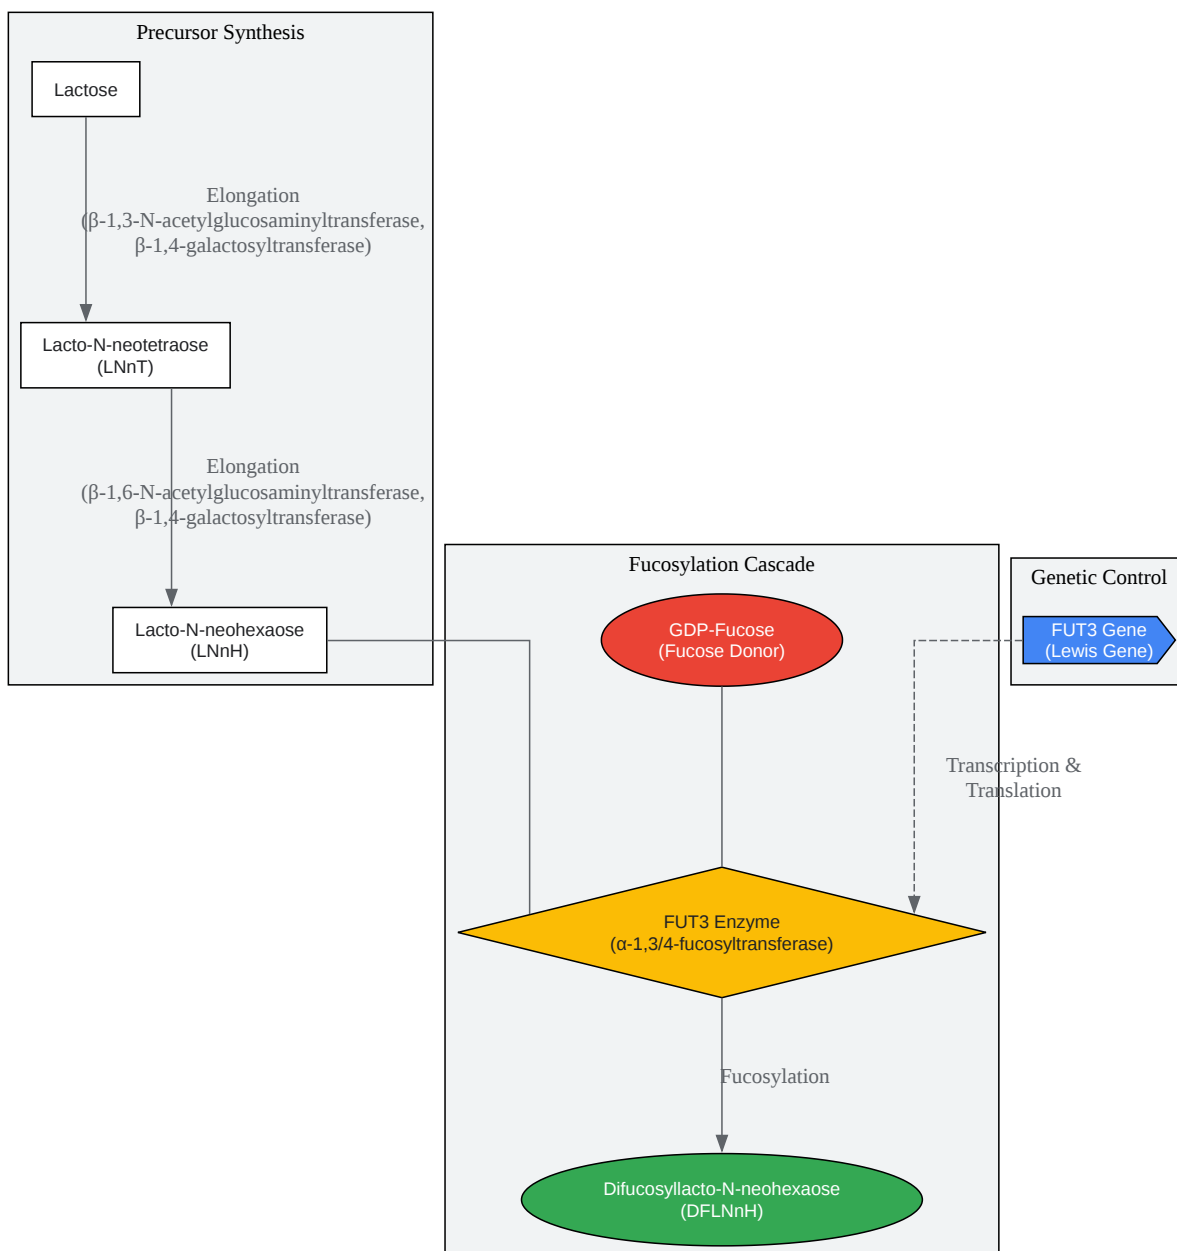 Precursor Synthesis
Lactose
Elongation
(β-1,3-N-acetylglucosaminyltransferase,
β-1,4-galactosyltransferase)
Lacto-N-neotetraose
(LNnT)
Elongation
(β-1,6-N-acetylglucosaminyltransferase,
β-1,4-galactosyltransferase)
Lacto-N-neohexaose
(LNnH)
Fucosylation Cascade
GDP-Fucose
(Fucose Donor)
Genetic Control
FUT3 Gene
(Lewis Gene)
Transcription &
Translation
FUT3 Enzyme
(α-1,3/4-fucosyltransferase)
Fucosylation
Difucosyllacto-N-neohexaose
(DFLNnH)